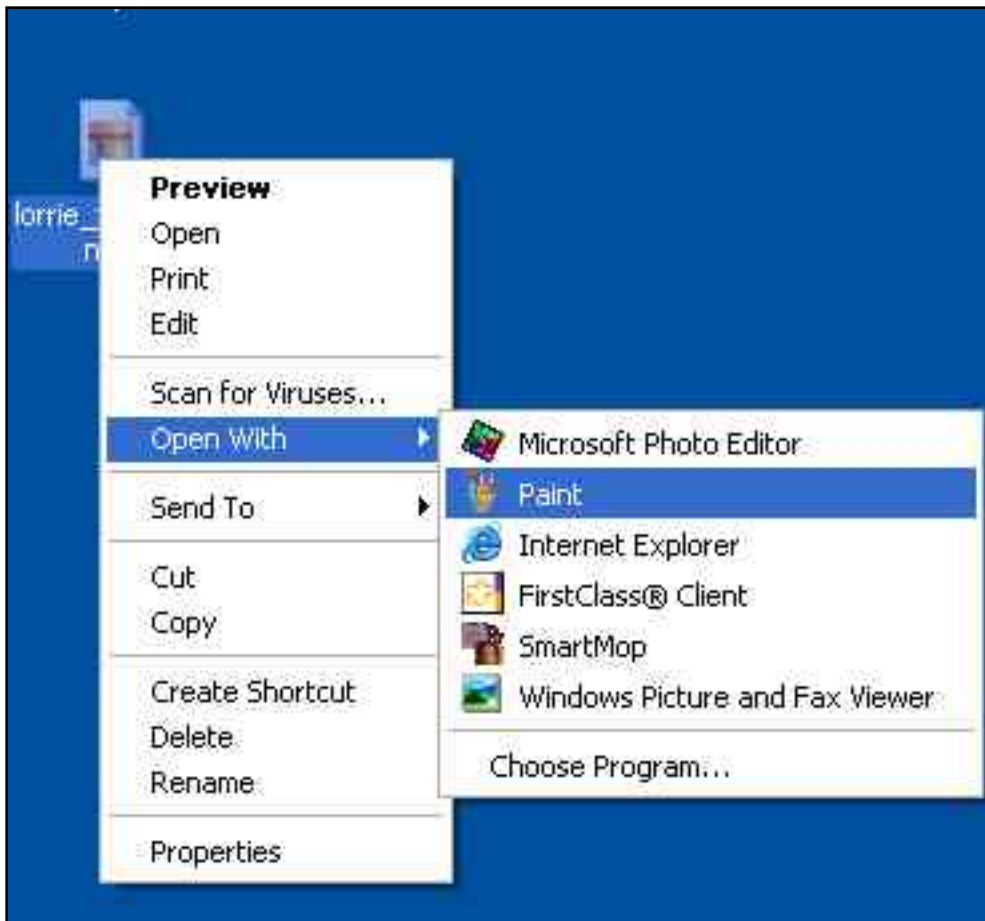 Preview
lorrie_
Open
n
Print
Edit
Scan for Viruses...
Open With
Microsoft Photo Editor
Paint
Send To
Internet Explorer
FirstClass® Client
Cut
Copy
SmartMop
Windows Picture and Fax Viewer
Create Shortcut
Delete
Choose Program...
Rename
Properties